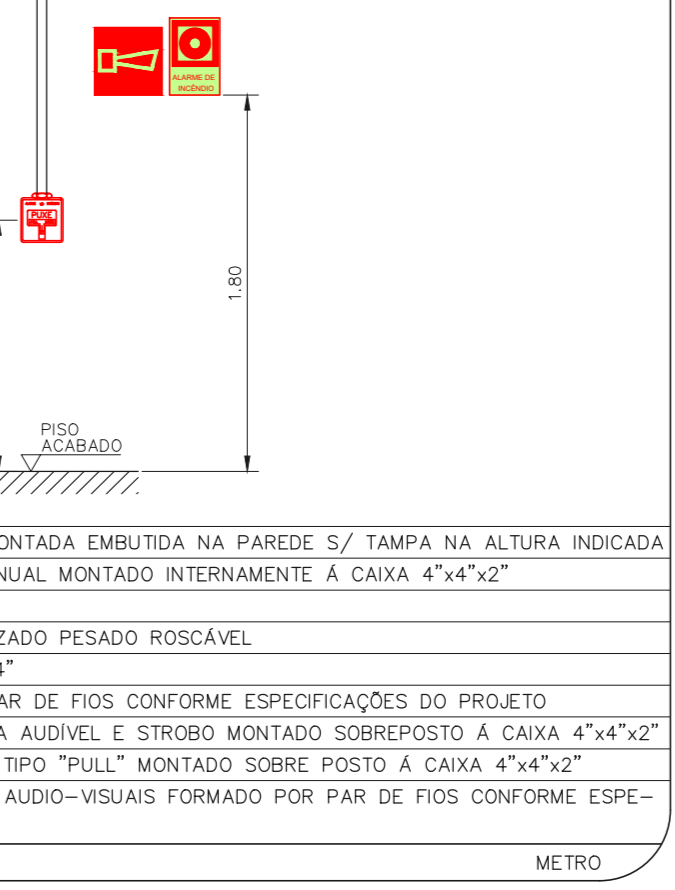 ALARME DE
INCÊNDIO
PUXE
1.80
PISO
ACABADO
ONTADA EMBUTIDA NA PAREDE S/ TAMPA NA ALTURA INDICADA
NUAL MONTADO INTERNAMENTE Á CAIXA 4"x4"x2"
ZADO PESADO ROSCÁVEL
4"
AR DE FIOS CONFORME ESPECIFICAÇÕES DO PROJETO
A AUDÍVEL E STROBO MONTADO SOBREPOSTO Á CAIXA 4"x4"x2"
TIPO "PULL" MONTADO SOBRE POSTO Á CAIXA 4"x4"x2"
AUDIO-VISUAIS FORMADO POR PAR DE FIOS CONFORME ESPE-
METRO